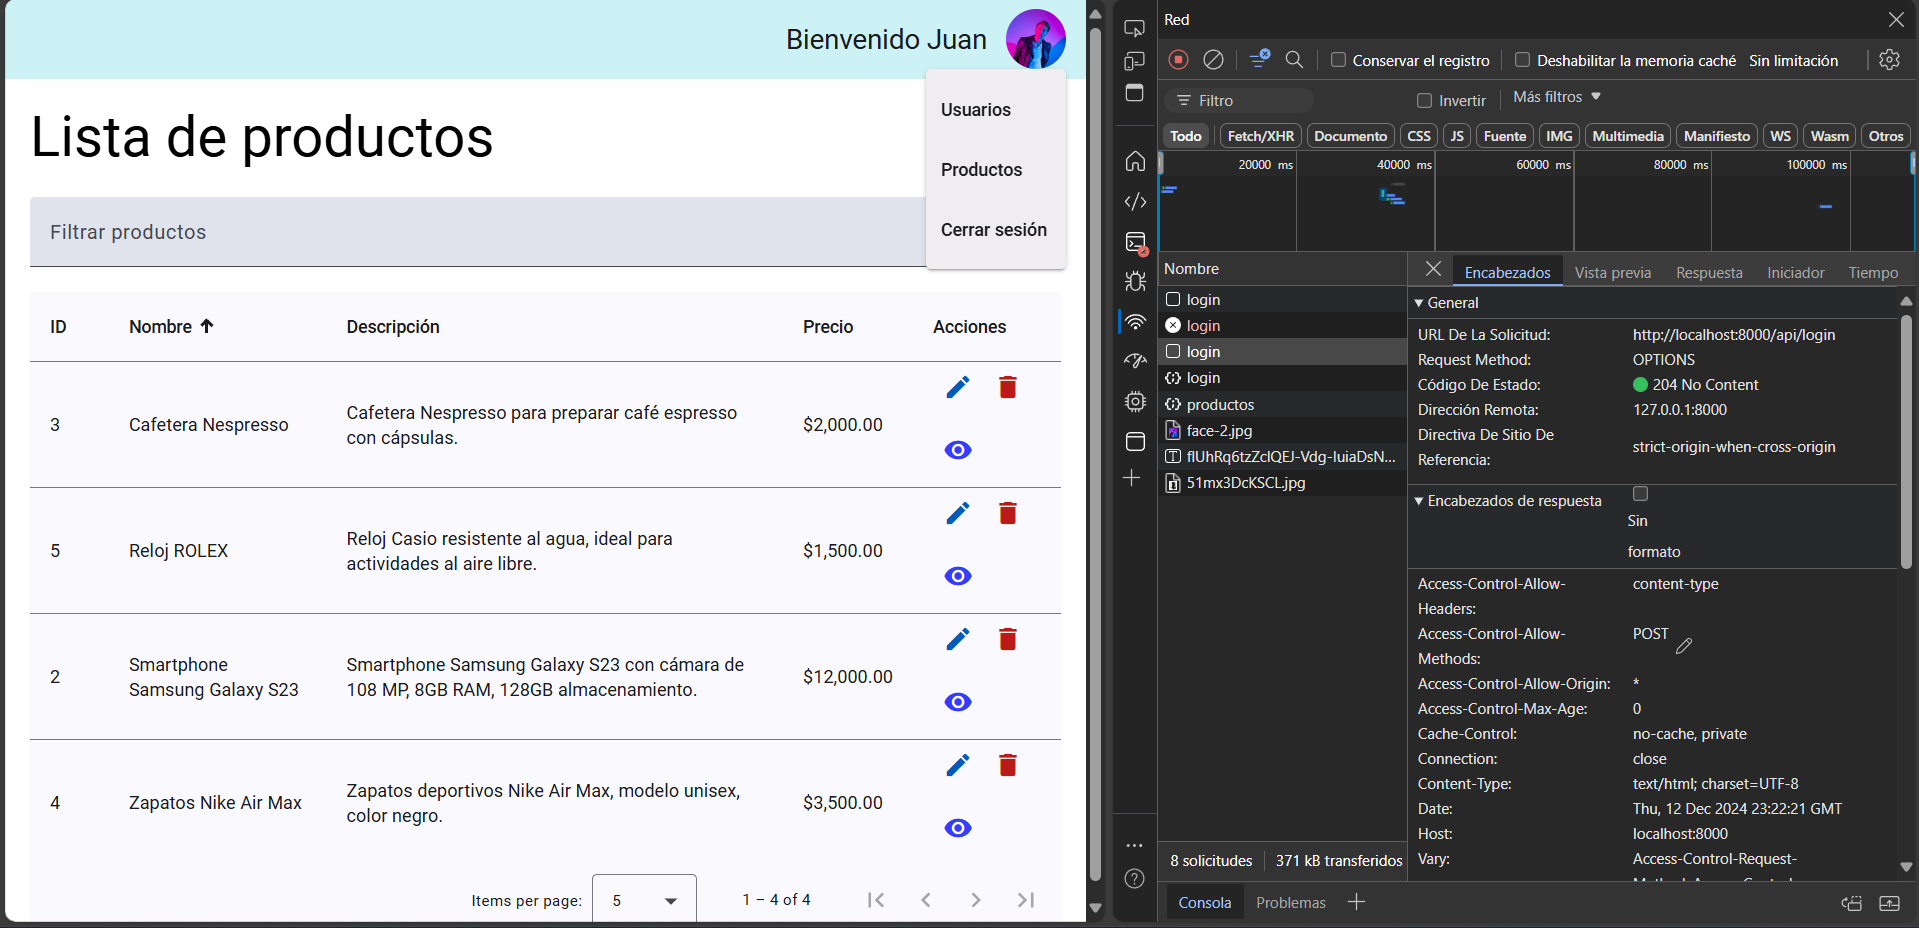 Bienvenido Juan
Usuarios
Productos
Cerrar sesión
Lista de productos
Filtrar productos
ID Nombre Descripción Precio Acciones
3 Cafetera Nespresso Cafetera Nespresso para preparar café espresso con cápsulas. $2,000.00
5 Reloj ROLEX Reloj Casio resistente al agua, ideal para actividades al aire libre. $1,500.00
2 Smartphone Samsung Galaxy S23 Smartphone Samsung Galaxy S23 con cámara de 108 MP, 8GB RAM, 128GB almacenamiento. $12,000.00
4 Zapatos Nike Air Max Zapatos deportivos Nike Air Max, modelo unisex, color negro. $3,500.00
Items per page: 5 1 – 4 of 4
Red
Conservar el registro Deshabilitar la memoria caché Sin limitación
Filtro Invertir Más filtros
Todo Fetch/XHR Documento CSS JS Fuente IMG Multimedia Manifiesto WS Wasm Otros
20000 ms 40000 ms 60000 ms 80000 ms 100000 ms
Nombre
login
login
login
login
productos
face-2.jpg
51mx3DcKSCL.jpg
8 solicitudes 371 kB transferidos
Encabezados Vista previa Respuesta Iniciador Tiempo
General
URL De La Solicitud: http://localhost:8000/api/login
Request Method: OPTIONS
Código De Estado: 204 No Content
Dirección Remota: 127.0.0.1:8000
Directiva De Sitio De Referencia: strict-origin-when-cross-origin
Encabezados de respuesta Sin formato
Access-Control-Allow-Headers: content-type
Access-Control-Allow-Methods: POST
Access-Control-Allow-Origin: *
Access-Control-Max-Age: 0
Cache-Control: no-cache, private
Connection: close
Content-Type: text/html; charset=UTF-8
Date: Thu, 12 Dec 2024 23:22:21 GMT
Host: localhost:8000
Vary: Access-Control-Request-
Consola Problemas